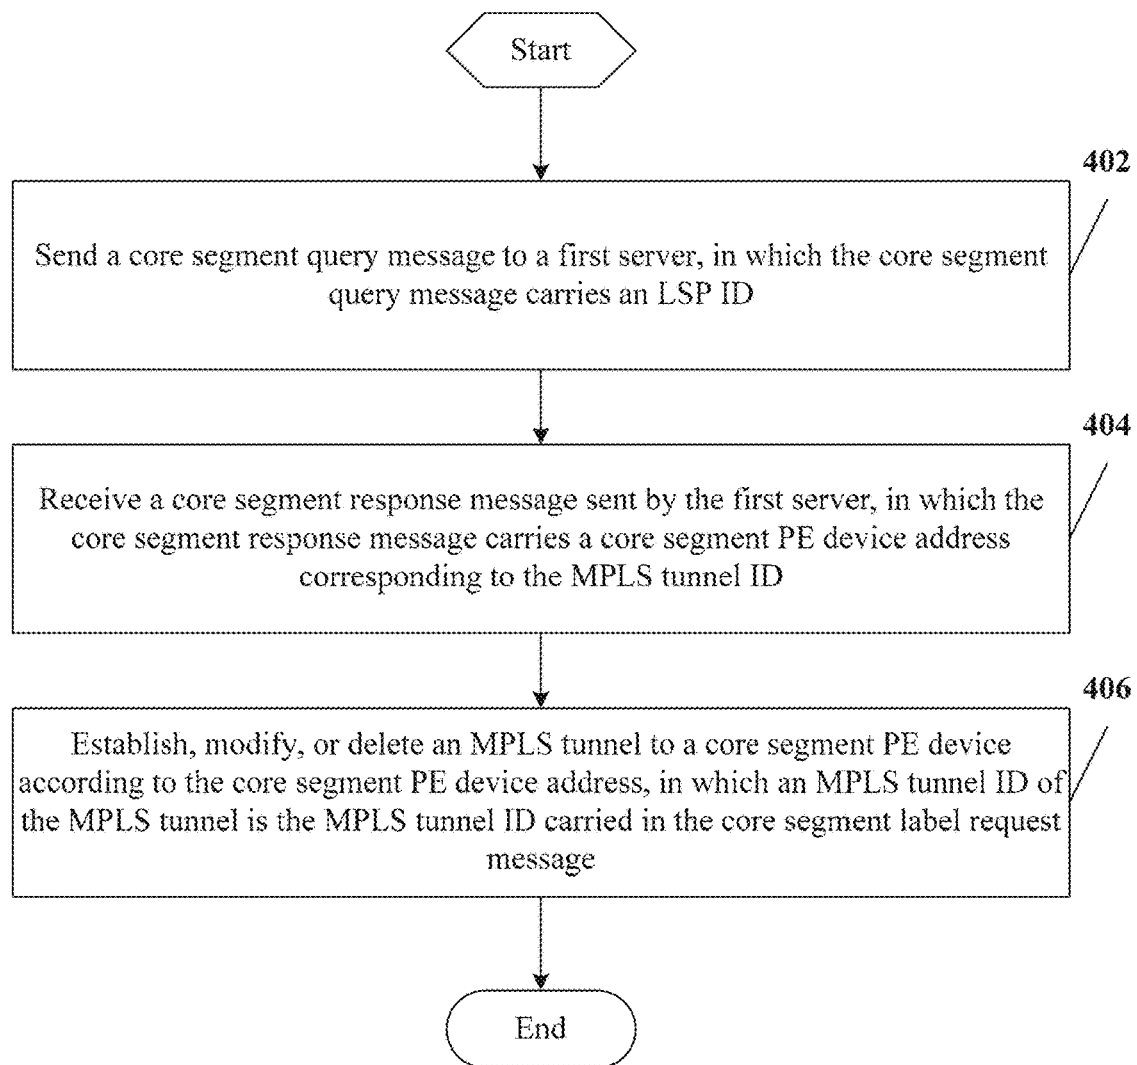 Start
402
Send a core segment query message to a first server, in which the core segment
query message carries an LSP ID
404
Receive a core segment response message sent by the first server, in which the
core segment response message carries a core segment PE device address
corresponding to the MPLS tunnel ID
406
Establish, modify, or delete an MPLS tunnel to a core segment PE device
according to the core segment PE device address, in which an MPLS tunnel ID of
the MPLS tunnel is the MPLS tunnel ID carried in the core segment label request
message
End